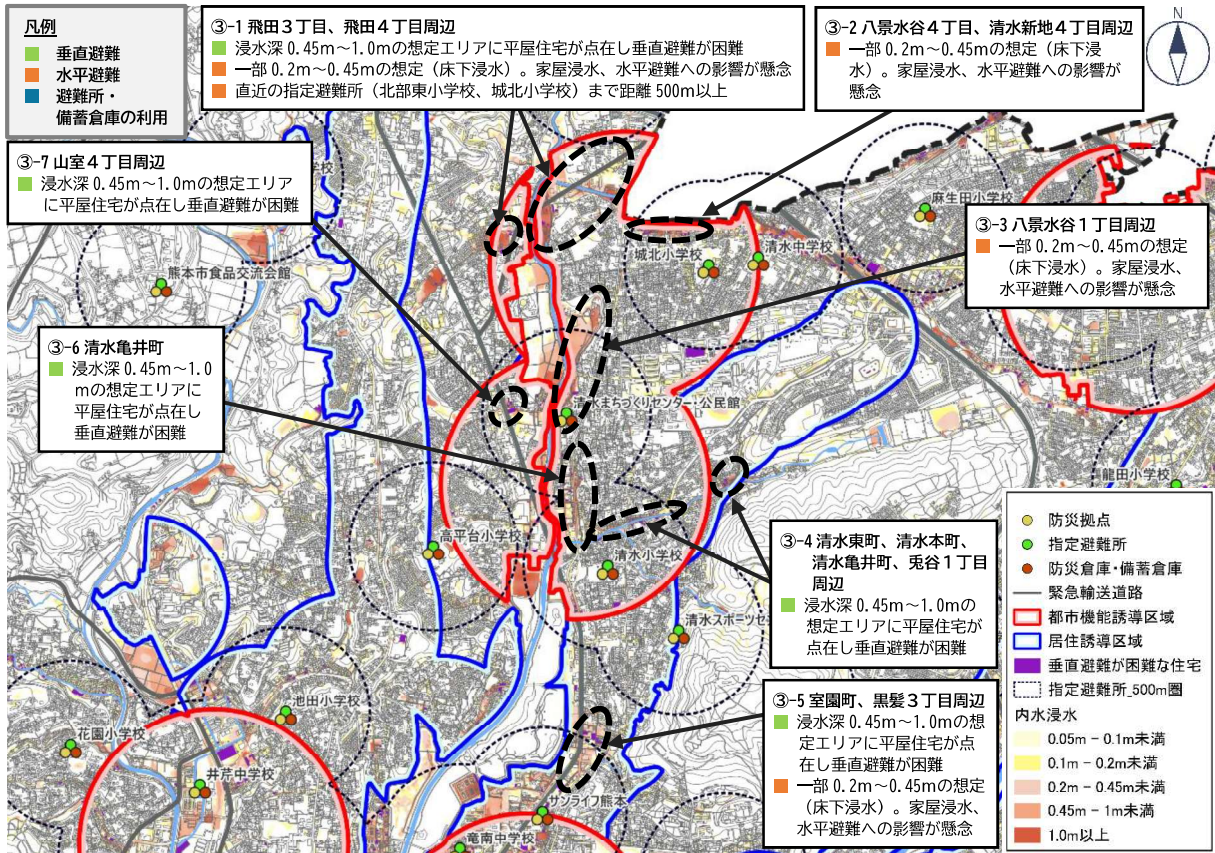 凡例
垂直避難
水平避難
避難所・
備蓄倉庫の利用
③-1 飛田３丁目、飛田４丁目周辺
浸水深 0.45m～1.0mの想定エリアに平屋住宅が点在し垂直避難が困難
一部 0.2m～0.45mの想定（床下浸水）。家屋浸水、水平避難への影響が懸念
直近の指定避難所（北部東小学校、城北小学校）まで距離 500m以上
③-2 八景水谷４丁目、清水新地４丁目周辺
一部 0.2m～0.45mの想定（床下浸
水）。家屋浸水、水平避難への影響が
懸念
N
③-7 山室４丁目周辺
浸水深 0.45m～1.0mの想定エリア
に平屋住宅が点在し垂直避難が困難
学校
麻生田小学校
③-3 八景水谷１丁目周辺
一部 0.2m～0.45mの想定
（床下浸水）。家屋浸水、
水平避難への影響が懸念
清水中学校
城北小学校
熊本市食品交流会館
③-6 清水亀井町
浸水深 0.45m～1.0
mの想定エリアに
平屋住宅が点在し
垂直避難が困難
清水まちづくりセンター・公民館
龍田小学校
高平台小学校
清水小学校
③-4 清水東町、清水本町、
清水亀井町、兎谷１丁目
周辺
浸水深 0.45m～1.0mの
想定エリアに平屋住宅が
点在し垂直避難が困難
清水スポーツセ
③-5 室園町、黒髪３丁目周辺
浸水深 0.45m～1.0mの想
定エリアに平屋住宅が点
在し垂直避難が困難
一部 0.2m～0.45mの想定
（床下浸水）。家屋浸水、
水平避難への影響が懸念
池田小学校
花園小学校
井芹中学校
サンライフ熊本
竜南中学校
防災拠点
指定避難所
防災倉庫・備蓄倉庫
緊急輸送道路
都市機能誘導区域
居住誘導区域
垂直避難が困難な住宅
指定避難所_500m圏
内水浸水
0.05m - 0.1m未満
0.1m - 0.2m未満
0.2m - 0.45m未満
0.45m - 1m未満
1.0m以上